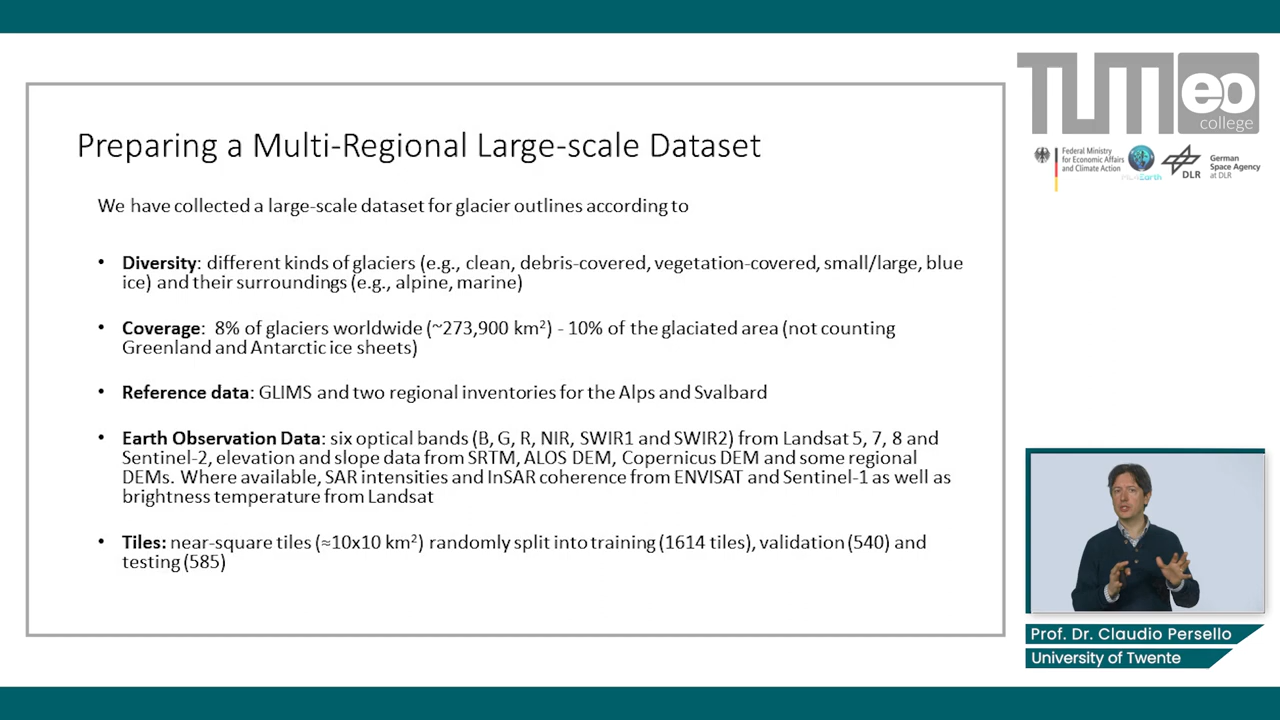 Preparing a Multi-Regional Large-scale Dataset
We have collected a large-scale dataset for glacier outlines according to
• Diversity: different kinds of glaciers (e.g., clean, debris-covered, vegetation-covered, small/large, blue
ice) and their surroundings (e.g., alpine, marine)
• Coverage: 8% of glaciers worldwide (~273,900 km²) - 10% of the glaciated area (not counting
Greenland and Antarctic ice sheets)
• Reference data: GLIMS and two regional inventories for the Alps and Svalbard
• Earth Observation Data: six optical bands (B, G, R, NIR, SWIR1 and SWIR2) from Landsat 5, 7, 8 and
Sentinel-2, elevation and slope data from SRTM, ALOS DEM, Copernicus DEM and some regional
DEMs. Where available, SAR intensities and InSAR coherence from ENVISAT and Sentinel-1 as well as
brightness temperature from Landsat
• Tiles: near-square tiles (≈10x10 km²) randomly split into training (1614 tiles), validation (540) and
testing (585)
TUM eo
college
Federal Ministry
for Economic Affairs
and Climate Action
ML4Earth
DLR
German
Space Agency
at DLR
Prof. Dr. Claudio Persello
University of Twente